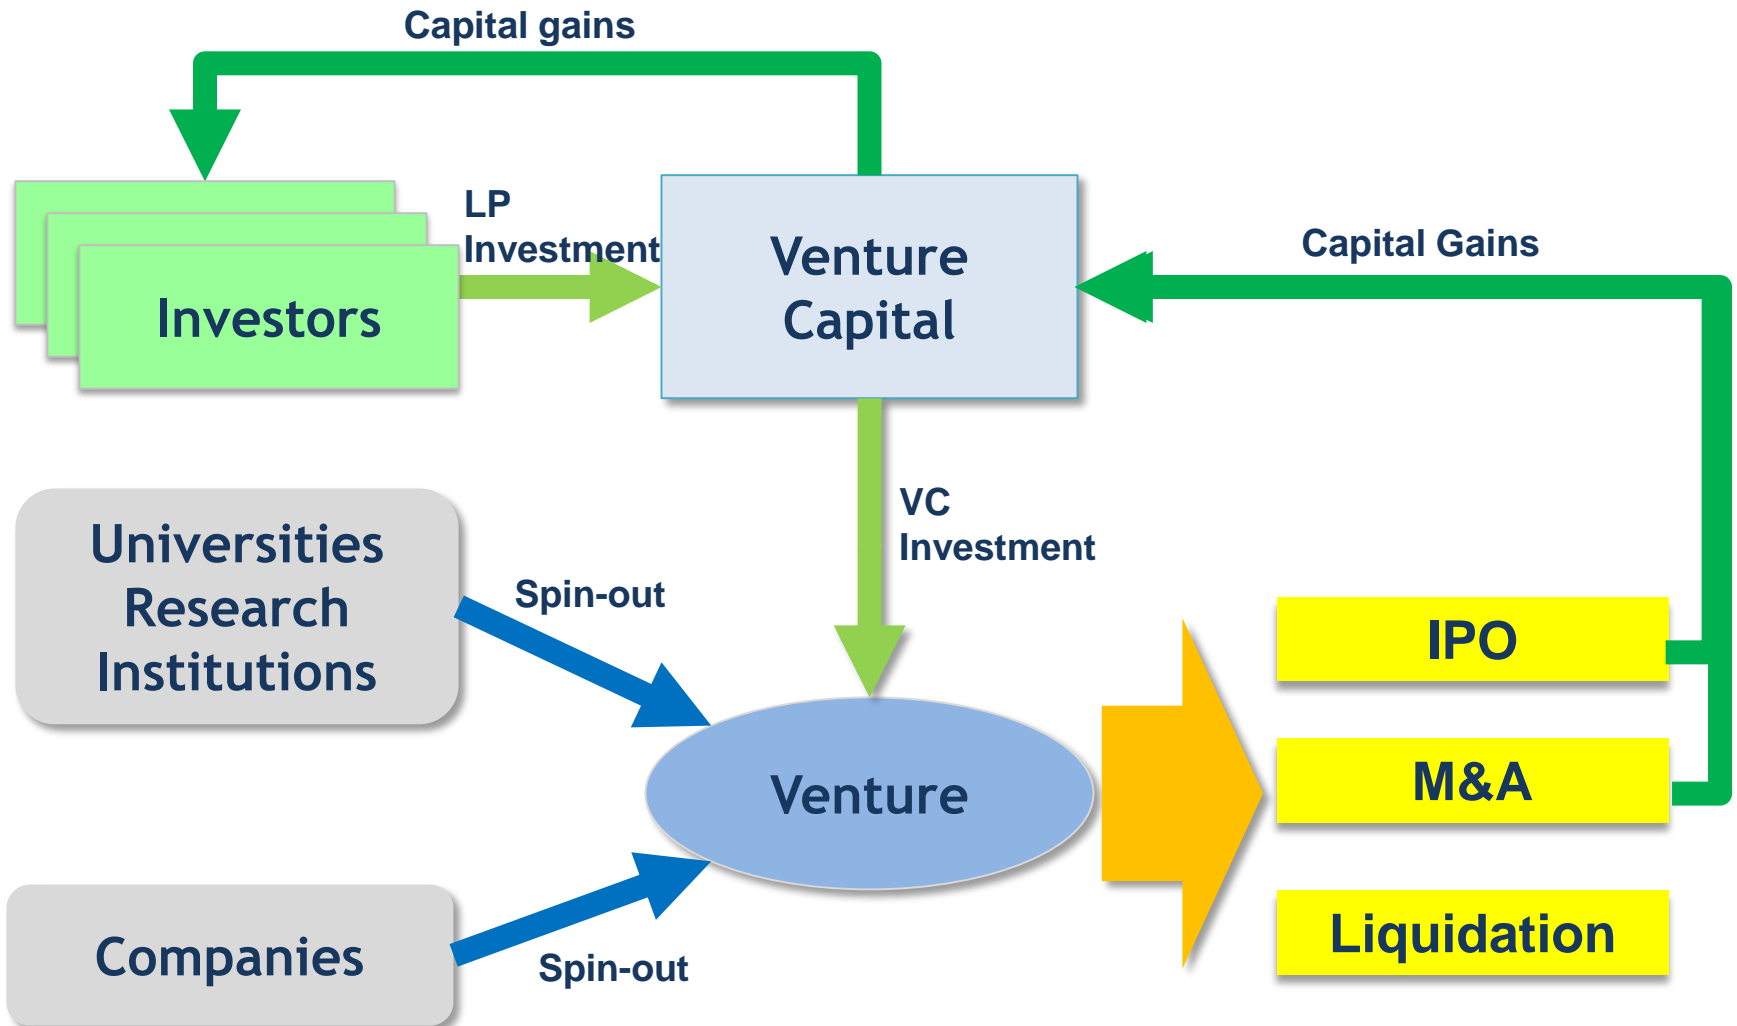 Capital gains
LP
Investment
Venture
Capital
Capital Gains
Investors
VC
Investment
Universities
Research
Institutions
Spin-out
IPO
Venture
M&A
Companies
Spin-out
Liquidation